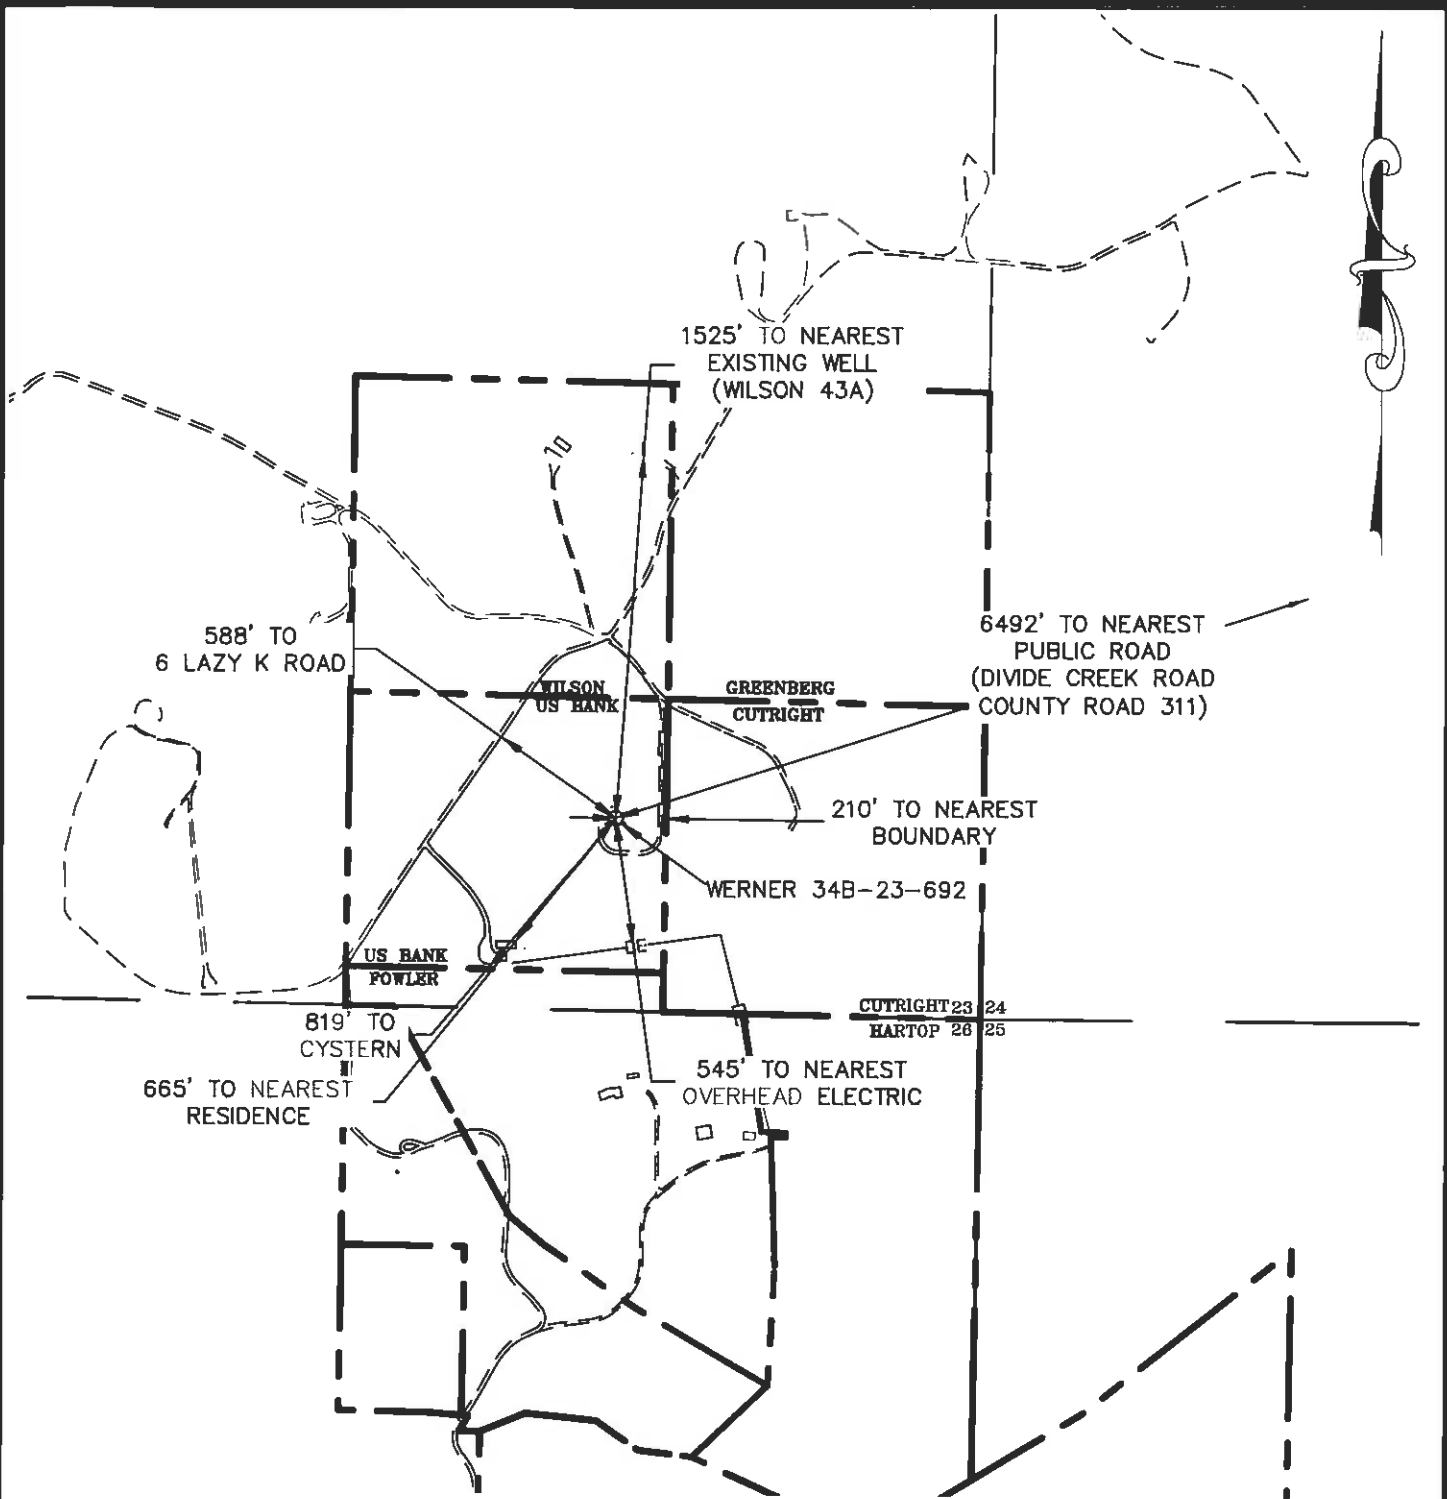 1525' TO NEAREST
EXISTING WELL
(WILSON 43A)
588' TO
6 LAZY K ROAD
6492' TO NEAREST
PUBLIC ROAD
(DIVIDE CREEK ROAD
COUNTY ROAD 311)
WILSON
US BANK
GREENBERG
CUTRIGHT
210' TO NEAREST
BOUNDARY
WERNER 34B-23-692
US BANK
FOWLER
CUTRIGHT 23 24
HARTOP 26 25
819' TO
CYSTERN
665' TO NEAREST
RESIDENCE
545' TO NEAREST
OVERHEAD ELECTRIC